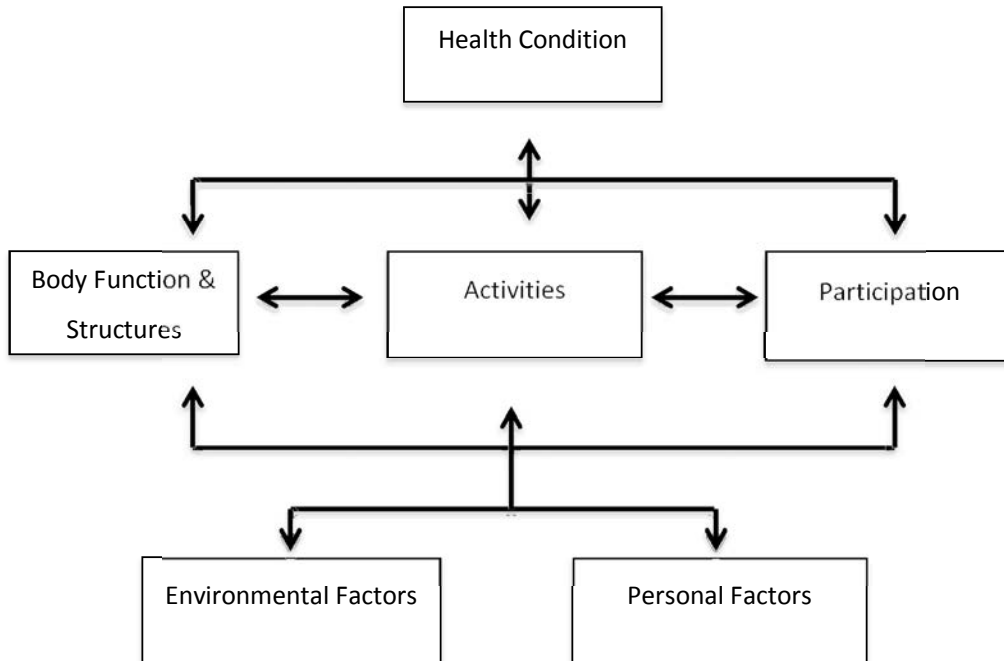 Health Condition
Body Function &
Structures
Activities
Participation
Environmental Factors
Personal Factors